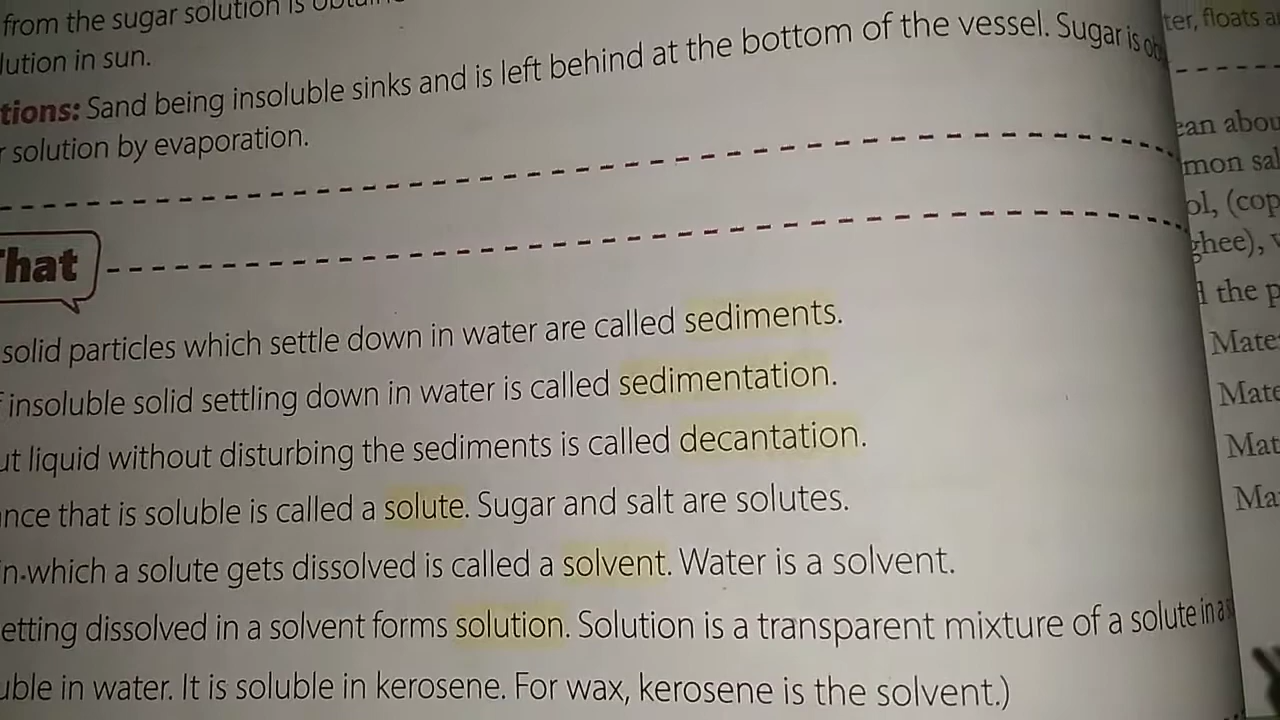 from the sugar solution is
lution in sun.
tions: Sand being insoluble sinks and is left behind at the bottom of the vessel. Sugar is ob
r solution by evaporation.
That
solid particles which settle down in water are called sediments.
insoluble solid settling down in water is called sedimentation.
ut liquid without disturbing the sediments is called decantation.
nce that is soluble is called a solute. Sugar and salt are solutes.
in which a solute gets dissolved is called a solvent. Water is a solvent.
etting dissolved in a solvent forms solution. Solution is a transparent mixture of a solute in a
uble in water. It is soluble in kerosene. For wax, kerosene is the solvent.)
ter, floats a
ean abou
mon sal
ol, (cop
ghee),
the p
Mate
Mate
Mat
Ma